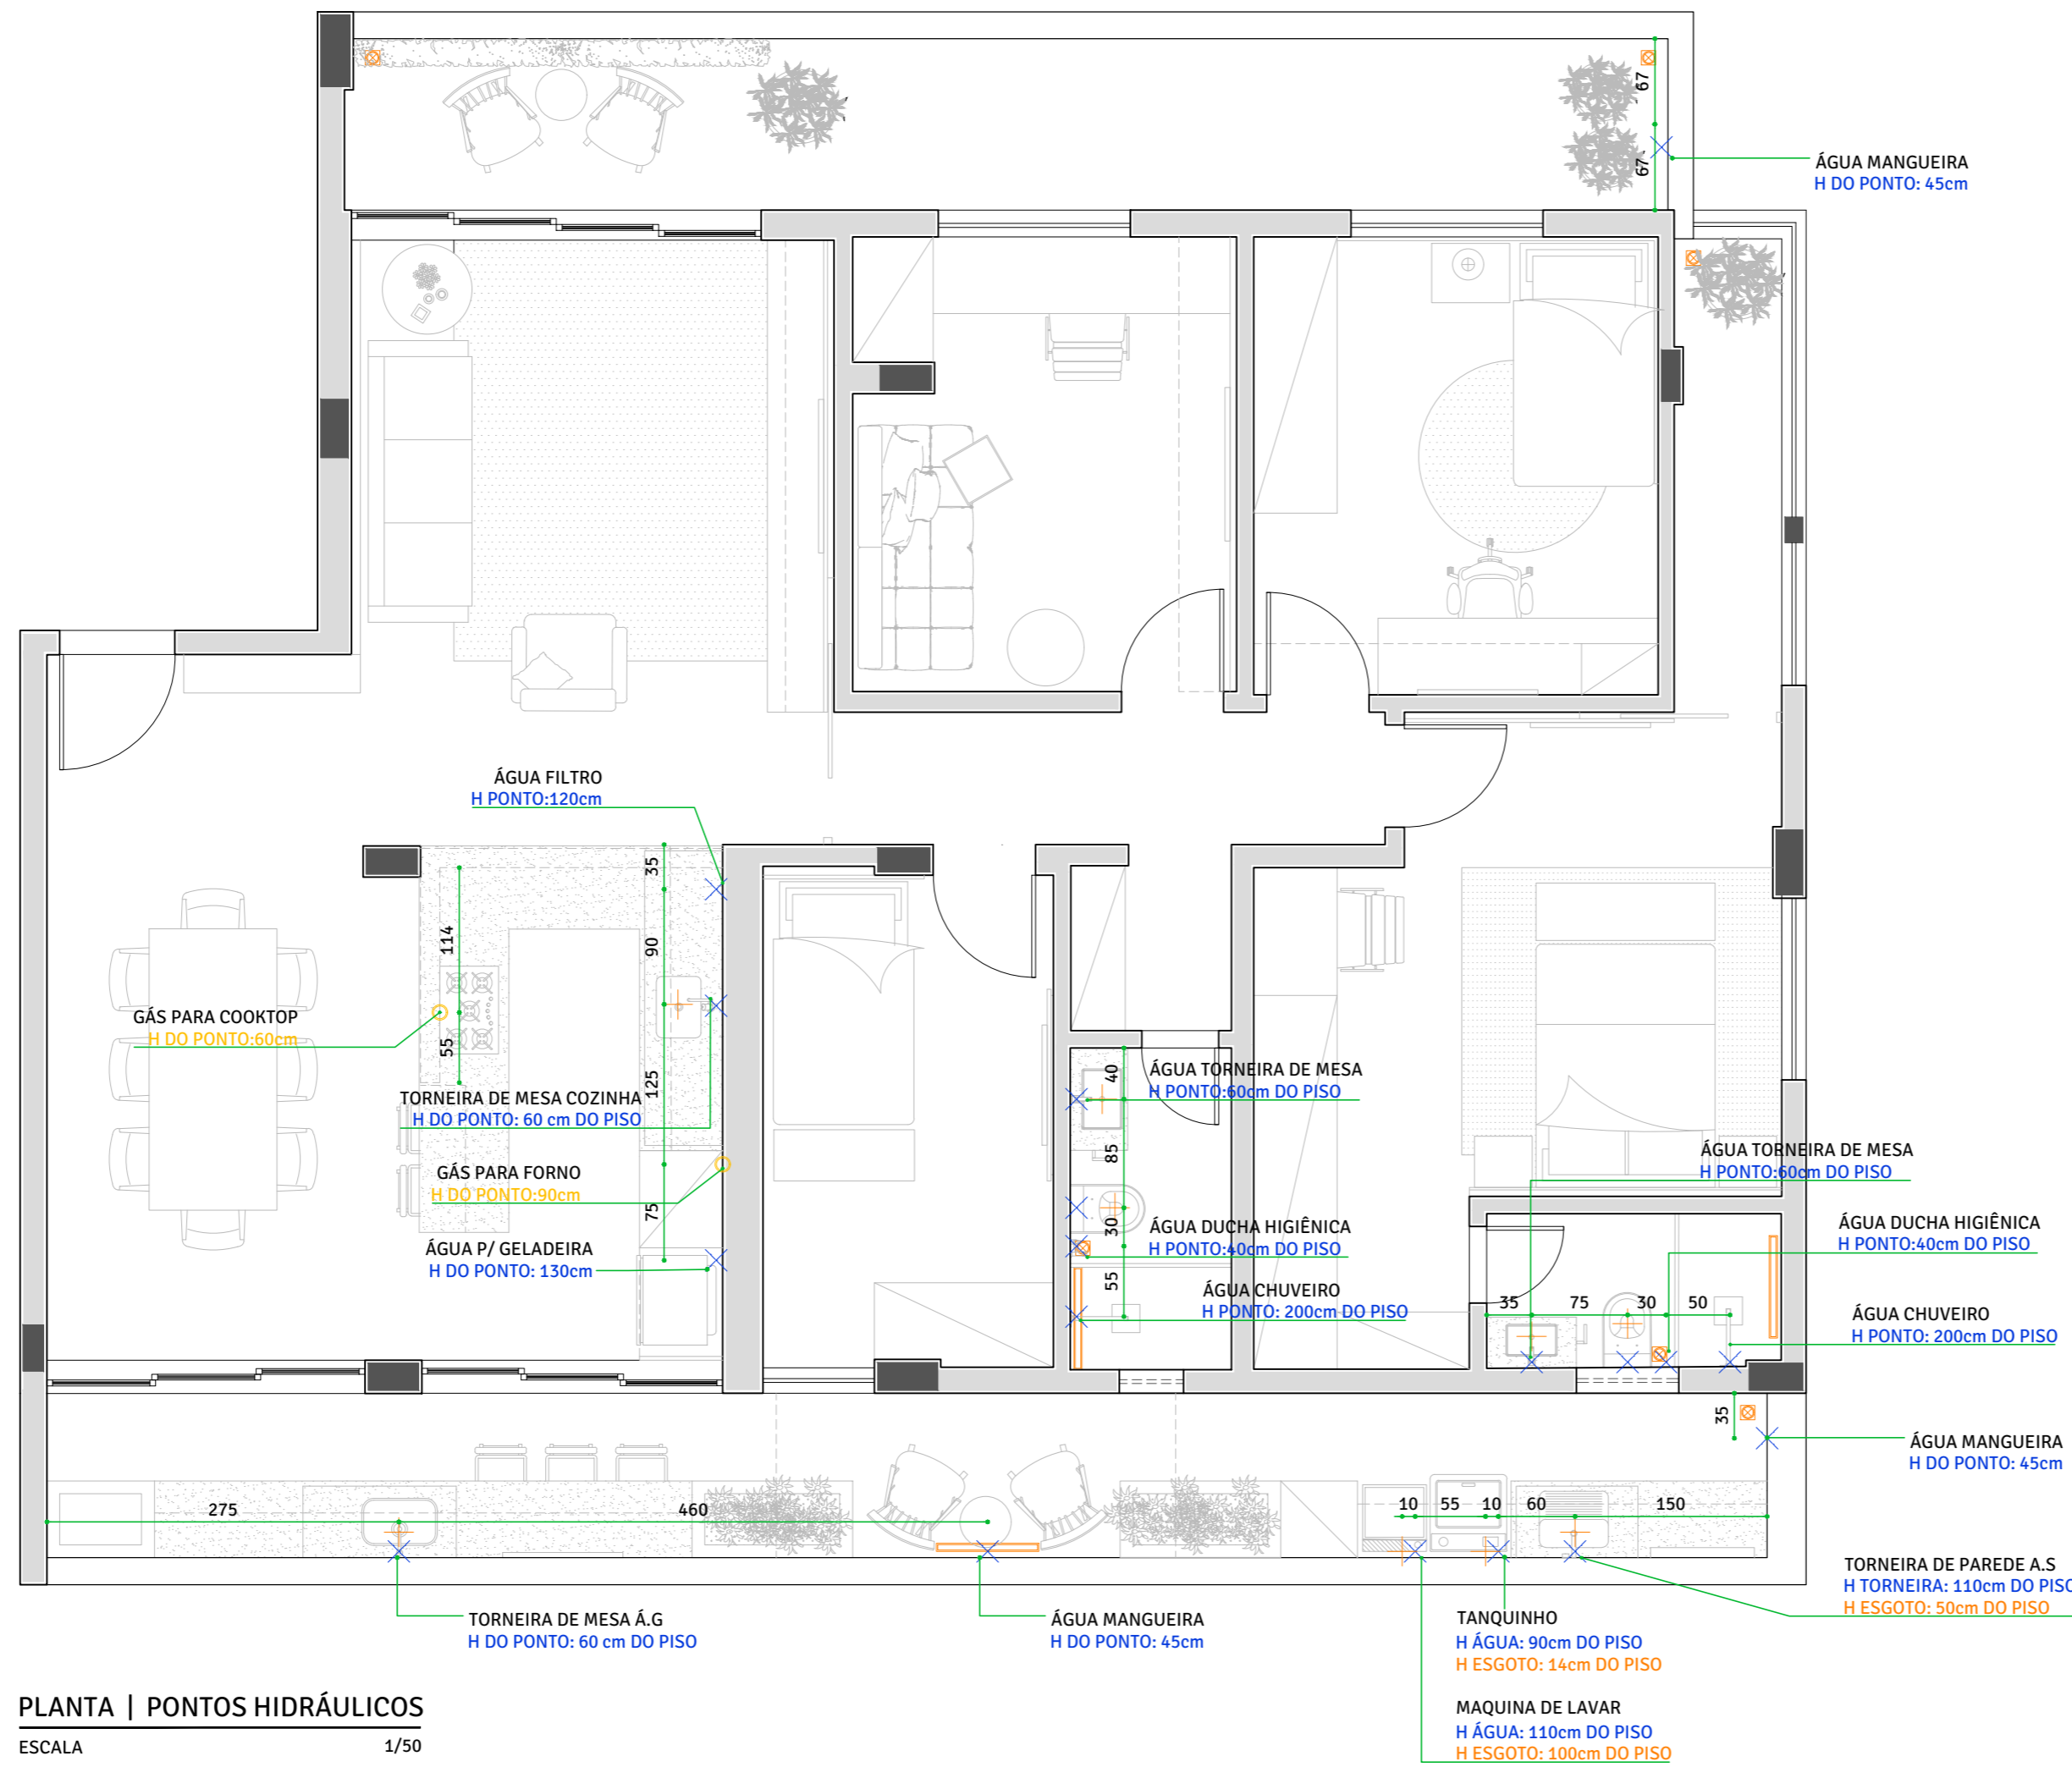 67
67
ÁGUA MANGUEIRA
H DO PONTO: 45cm
ÁGUA FILTRO
H PONTO:120cm
35
90
114
55
125
75
GÁS PARA COOKTOP
H DO PONTO:60cm
TORNEIRA DE MESA COZINHA
H DO PONTO: 60 cm DO PISO
GÁS PARA FORNO
H DO PONTO:90cm
ÁGUA P/ GELADEIRA
H DO PONTO: 130cm
40
85
30
55
ÁGUA TORNEIRA DE MESA
H PONTO:60cm DO PISO
ÁGUA DUCHA HIGIÊNICA
H PONTO:40cm DO PISO
ÁGUA CHUVEIRO
H PONTO: 200cm DO PISO
ÁGUA TORNEIRA DE MESA
H PONTO:60cm DO PISO
ÁGUA DUCHA HIGIÊNICA
H PONTO:40cm DO PISO
35 75 30 50
ÁGUA CHUVEIRO
H PONTO: 200cm DO PISO
35
ÁGUA MANGUEIRA
H DO PONTO: 45cm
275 460 10 55 10 60 150
TORNEIRA DE PAREDE A.S
H TORNEIRA: 110cm DO PISO
H ESGOTO: 50cm DO PISO
TORNEIRA DE MESA Á.G
H DO PONTO: 60 cm DO PISO
ÁGUA MANGUEIRA
H DO PONTO: 45cm
TANQUINHO
H ÁGUA: 90cm DO PISO
H ESGOTO: 14cm DO PISO
MAQUINA DE LAVAR
H ÁGUA: 110cm DO PISO
H ESGOTO: 100cm DO PISO
PLANTA | PONTOS HIDRÁULICOS
ESCALA 1/50